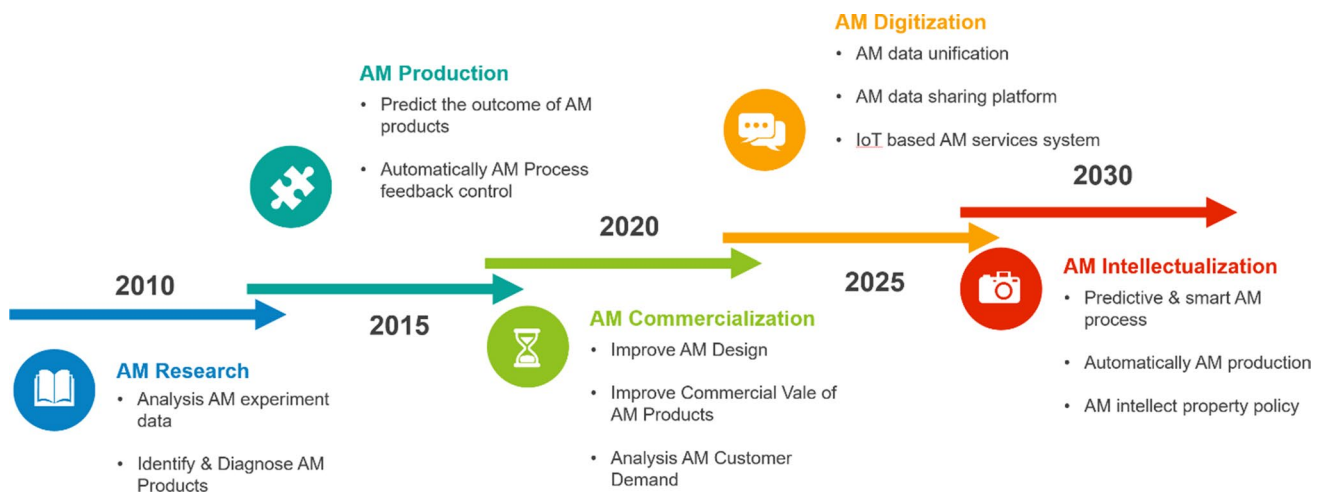 2010
AM Research
• Analysis AM experiment
data
• Identify & Diagnose AM
Products
AM Production
• Predict the outcome of AM
products
• Automatically AM Process
feedback control
2015
2020
AM Commercialization
• Improve AM Design
• Improve Commercial Vale of
AM Products
• Analysis AM Customer
Demand
AM Digitization
• AM data unification
• AM data sharing platform
• IoT based AM services system
2025
2030
AM Intellectualization
• Predictive & smart AM
process
• Automatically AM production
• AM intellect property policy